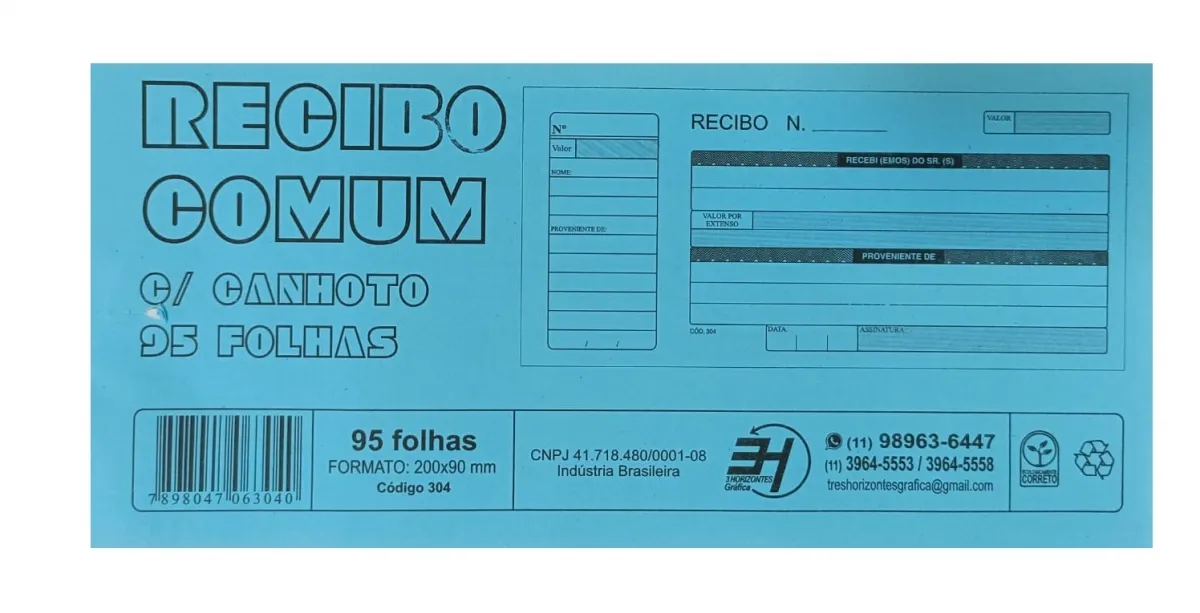 RECIBO
COMUM
C/ CANHOTO
95 FOLHAS
Nº
Valor
NOME:
PROVENIENTE DE:
/ /
RECIBO N. ________
VALOR
RECEBI (EMOS) DO SR. (S)
VALOR POR
EXTENSO
PROVENIENTE DE
CÓD. 304
DATA:
ASSINATURA:
7898047 063040
95 folhas
FORMATO: 200x90 mm
Código 304
CNPJ 41.718.480/0001-08
Indústria Brasileira
3H
3 HORIZONTES
Gráfica
(11) 98963-6447
(11) 3964-5553 / 3964-5558
treshorizontesgrafica@gmail.com
ECOLOGICAMENTE
CORRETO